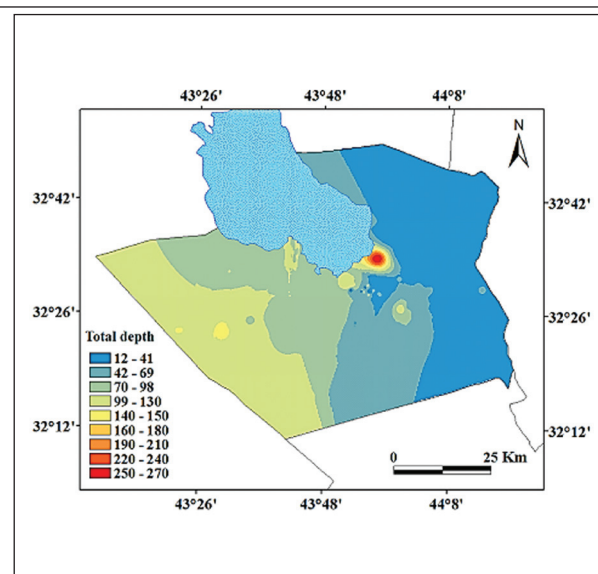 43°26' 43°48' 44°8'
N
32°42' 32°42'
32°26' 32°26'
Total depth
12 - 41
42 - 69
70 - 98
99 - 130
140 - 150
160 - 180
190 - 210
220 - 240
250 - 270
32°12' 32°12'
0 25 Km
43°26' 43°48' 44°8'